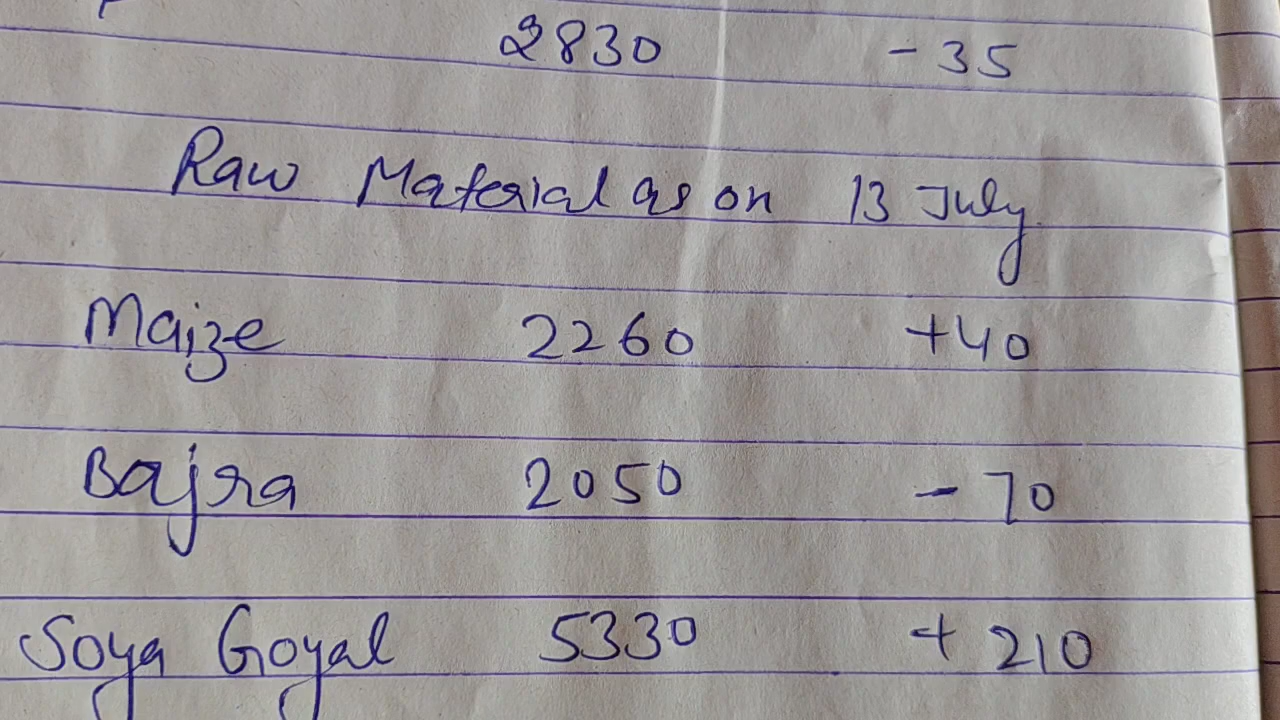 2830 - 35
Raw Material as on 13 July
Maize 2260 +40
Bajra 2050 - 70
Soya Goyal 5330 + 210